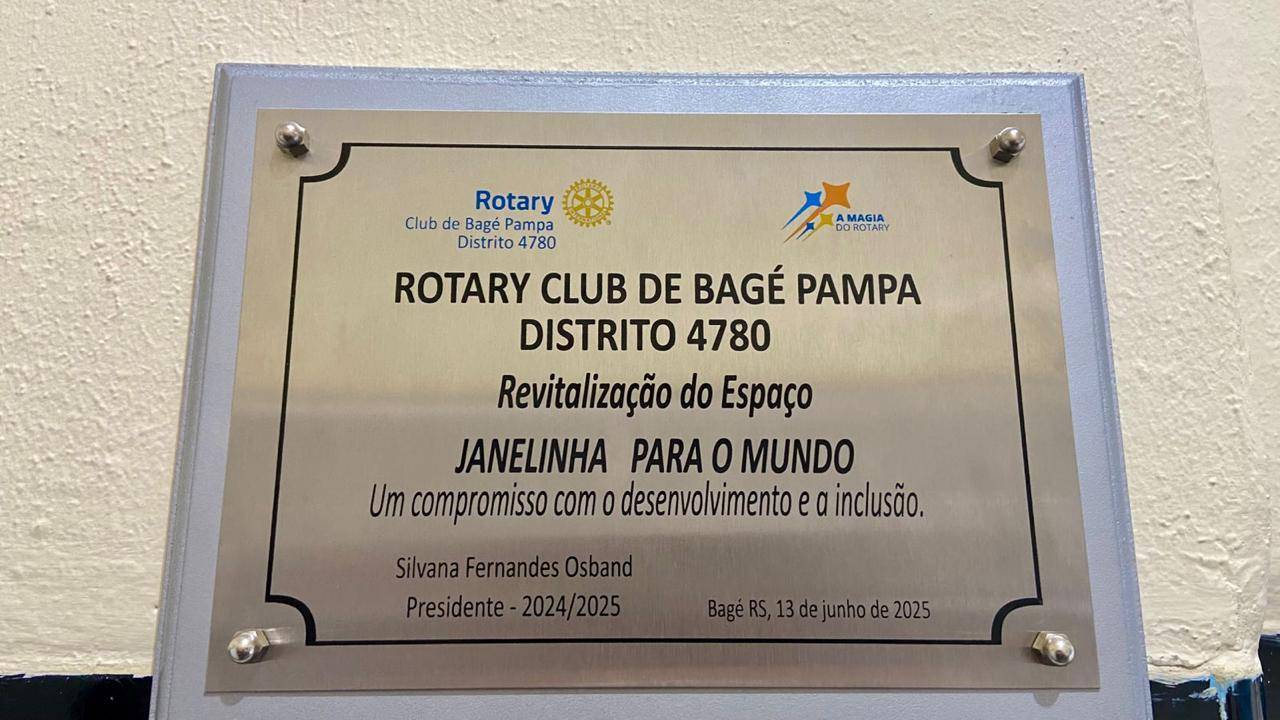 Rotary
Club de Bagé Pampa
Distrito 4780
A MAGIA
DO ROTARY
ROTARY CLUB DE BAGÉ PAMPA
DISTRITO 4780
Revitalização do Espaço
JANELINHA PARA O MUNDO
Um compromisso com o desenvolvimento e a inclusão.
Silvana Fernandes Osband
Presidente - 2024/2025
Bagé RS, 13 de junho de 2025